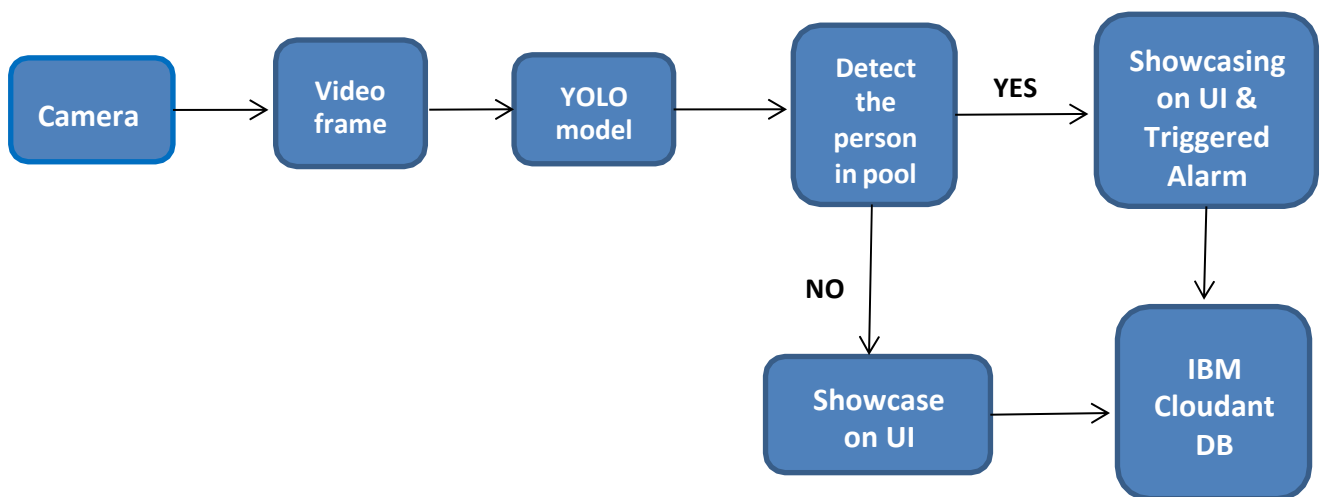 Camera
Video
frame
YOLO
model
Detect
the
person
in pool
YES
Showcasing
on UI &
Triggered
Alarm
NO
Showcase
on UI
IBM
Cloudant
DB